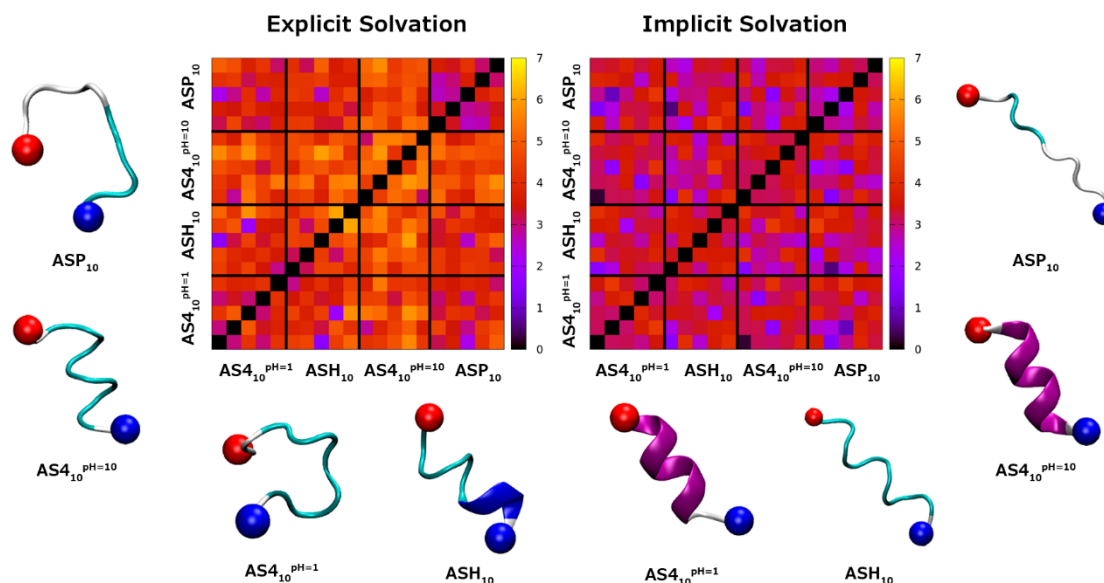 Explicit Solvation
Implicit Solvation
ASP₁₀
AS4₁₀ᵖᴴ⁼¹⁰
ASH₁₀
AS4₁₀ᵖᴴ⁼¹
7
6
5
4
3
2
1
0
AS4₁₀ᵖᴴ⁼¹ ASH₁₀ AS4₁₀ᵖᴴ⁼¹⁰ ASP₁₀
ASP₁₀
AS4₁₀ᵖᴴ⁼¹⁰
ASH₁₀
AS4₁₀ᵖᴴ⁼¹
7
6
5
4
3
2
1
0
AS4₁₀ᵖᴴ⁼¹ ASH₁₀ AS4₁₀ᵖᴴ⁼¹⁰ ASP₁₀
ASP₁₀
AS4₁₀ᵖᴴ⁼¹⁰
AS4₁₀ᵖᴴ⁼¹
ASH₁₀
AS4₁₀ᵖᴴ⁼¹
ASH₁₀
ASP₁₀
AS4₁₀ᵖᴴ⁼¹⁰